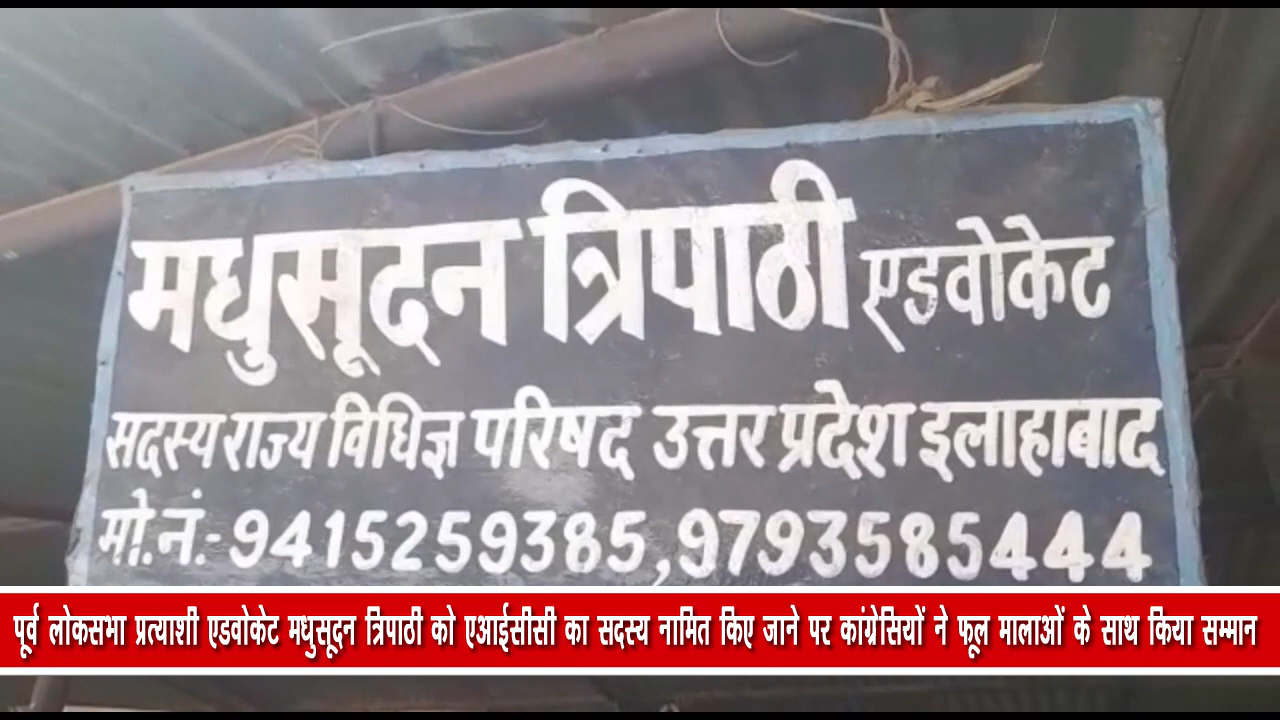 मधुसूदन त्रिपाठी एडवोकेट
सदस्य राज्य विधिज्ञ परिषद उत्तर प्रदेश इलाहाबाद
मो.नं.-9415259385,9793585444
पूर्व लोकसभा प्रत्याशी एडवोकेट मधुसूदन त्रिपाठी को एआईसीसी का सदस्य नामित किए जाने पर कांग्रेसियों ने फूल मालाओं के साथ किया सम्मान